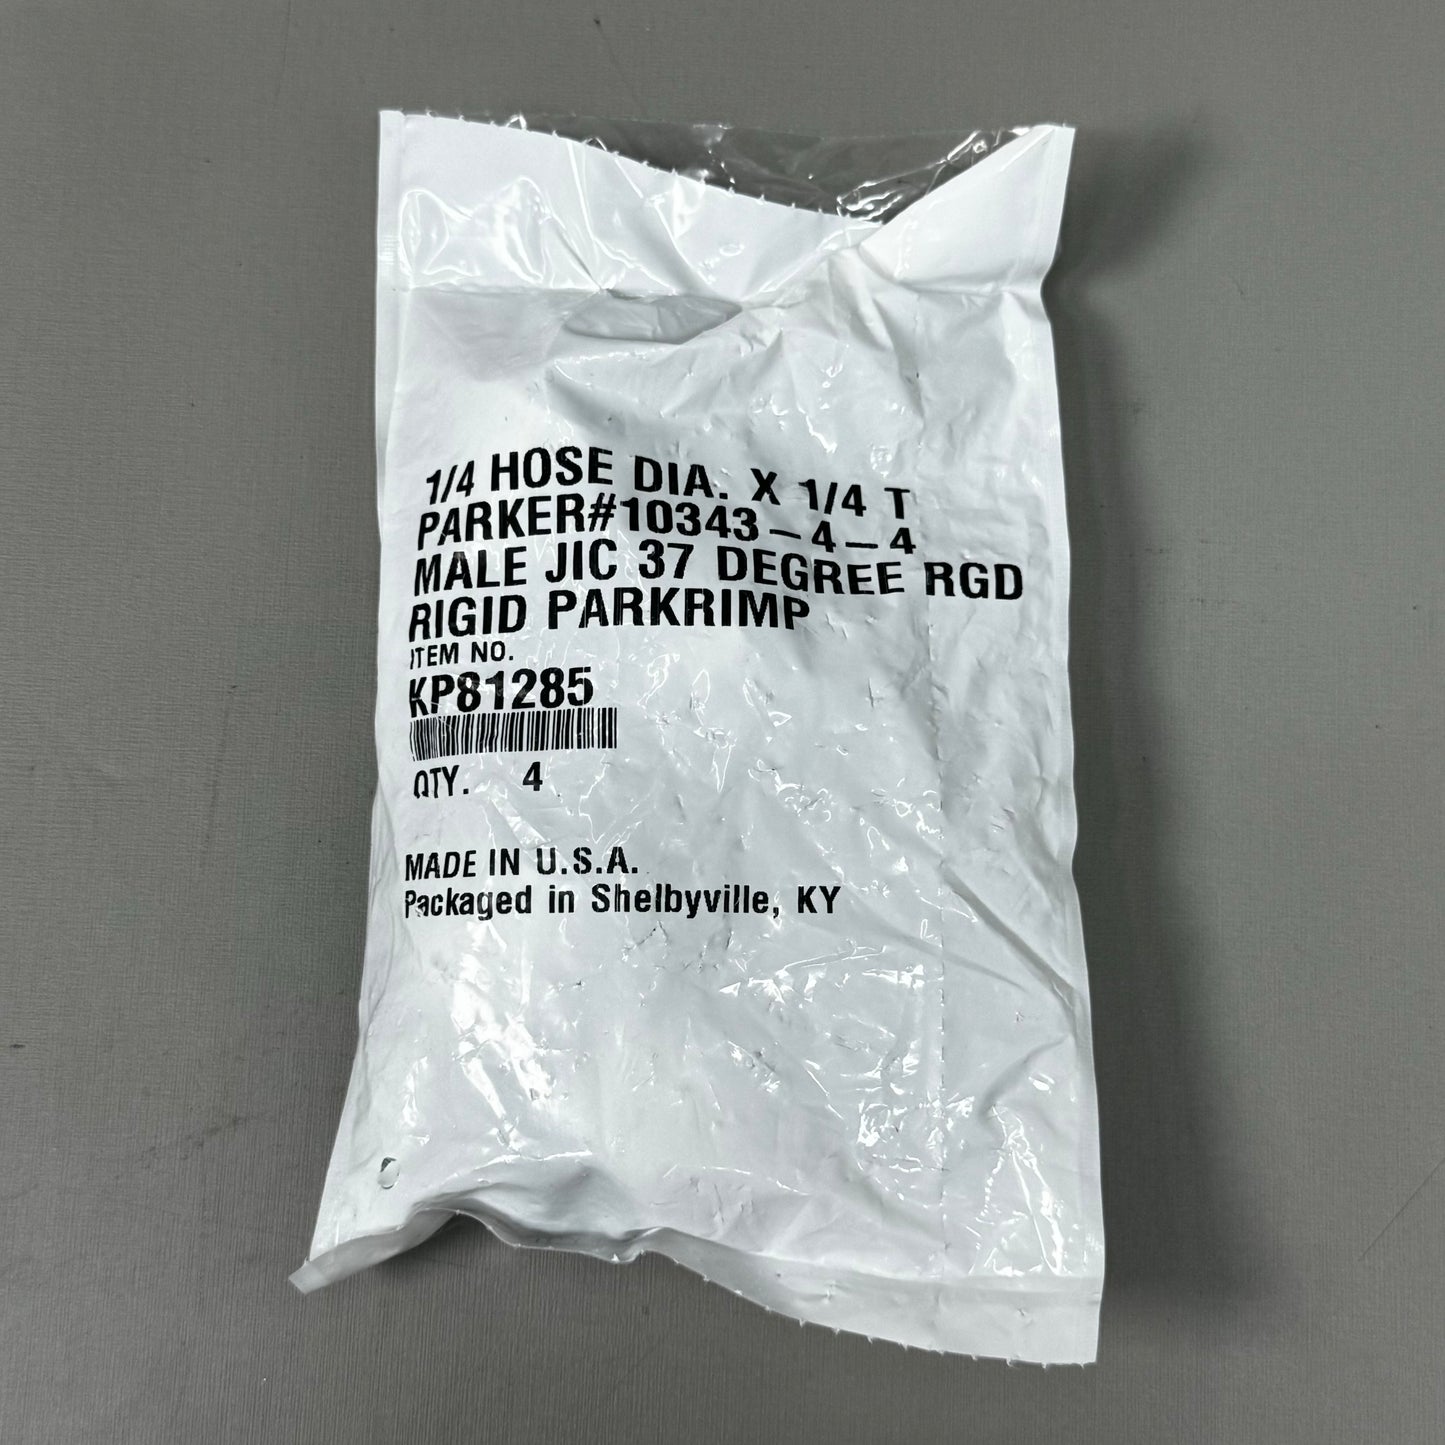 1/4 HOSE DIA. X 1/4 T
PARKER#10343-4-4
MALE JIC 37 DEGREE RGD
RIGID PARKRIMP
ITEM NO.
KP81285
QTY. 4
MADE IN U.S.A.
Packaged in Shelbyville, KY